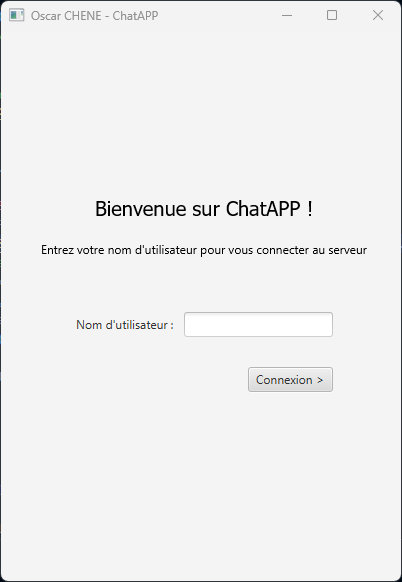 Oscar CHENE - ChatAPP
Bienvenue sur ChatAPP !
Entrez votre nom d'utilisateur pour vous connecter au serveur
Nom d'utilisateur :
Connexion >